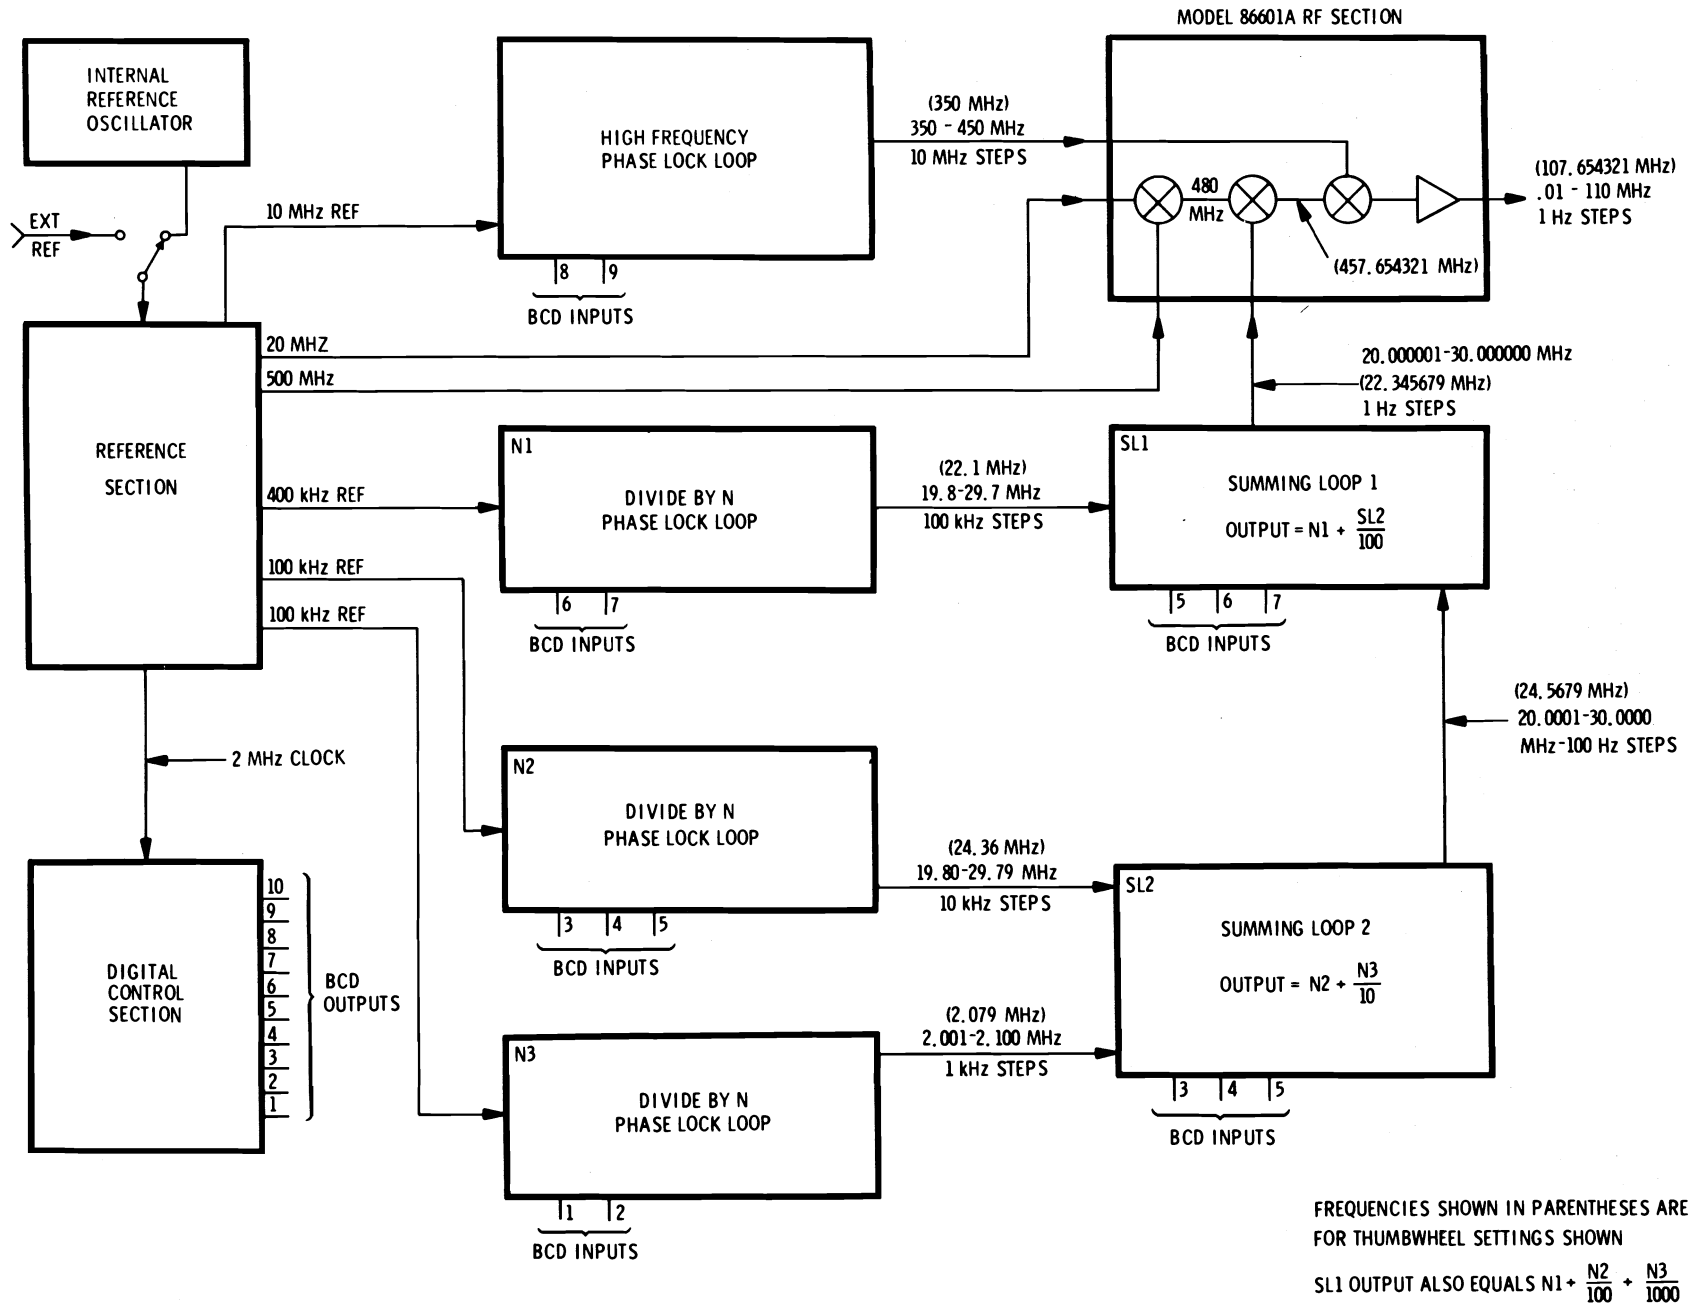 MODEL 86601A RF SECTION
INTERNAL
REFERENCE
OSCILLATOR
EXT
REF
10 MHz REF
HIGH FREQUENCY
PHASE LOCK LOOP
8 9
BCD INPUTS
(350 MHz)
350 - 450 MHz
10 MHz STEPS
480
MHz
(457.654321 MHz)
(107.654321 MHz)
.01 - 110 MHz
1 Hz STEPS
20 MHZ
500 MHz
REFERENCE
SECTION
400 kHz REF
100 kHz REF
100 kHz REF
20.000001-30.000000 MHz
(22.345679 MHz)
1 Hz STEPS
N1
DIVIDE BY N
PHASE LOCK LOOP
6 7
BCD INPUTS
(22.1 MHz)
19.8-29.7 MHz
100 kHz STEPS
SL1
SUMMING LOOP 1
OUTPUT = N1 + SL2/100
5 6 7
BCD INPUTS
(24.5679 MHz)
20.0001-30.0000
MHz-100 Hz STEPS
2 MHz CLOCK
N2
DIVIDE BY N
PHASE LOCK LOOP
3 4 5
BCD INPUTS
(24.36 MHz)
19.80-29.79 MHz
10 kHz STEPS
SL2
SUMMING LOOP 2
OUTPUT = N2 + N3/10
3 4 5
BCD INPUTS
DIGITAL
CONTROL
SECTION
10
9
8
7
6
5
4
3
2
1
BCD
OUTPUTS
N3
DIVIDE BY N
PHASE LOCK LOOP
1 2
BCD INPUTS
(2.079 MHz)
2.001-2.100 MHz
1 kHz STEPS
FREQUENCIES SHOWN IN PARENTHESES ARE
FOR THUMBWHEEL SETTINGS SHOWN
SL1 OUTPUT ALSO EQUALS N1 + N2/100 + N3/1000